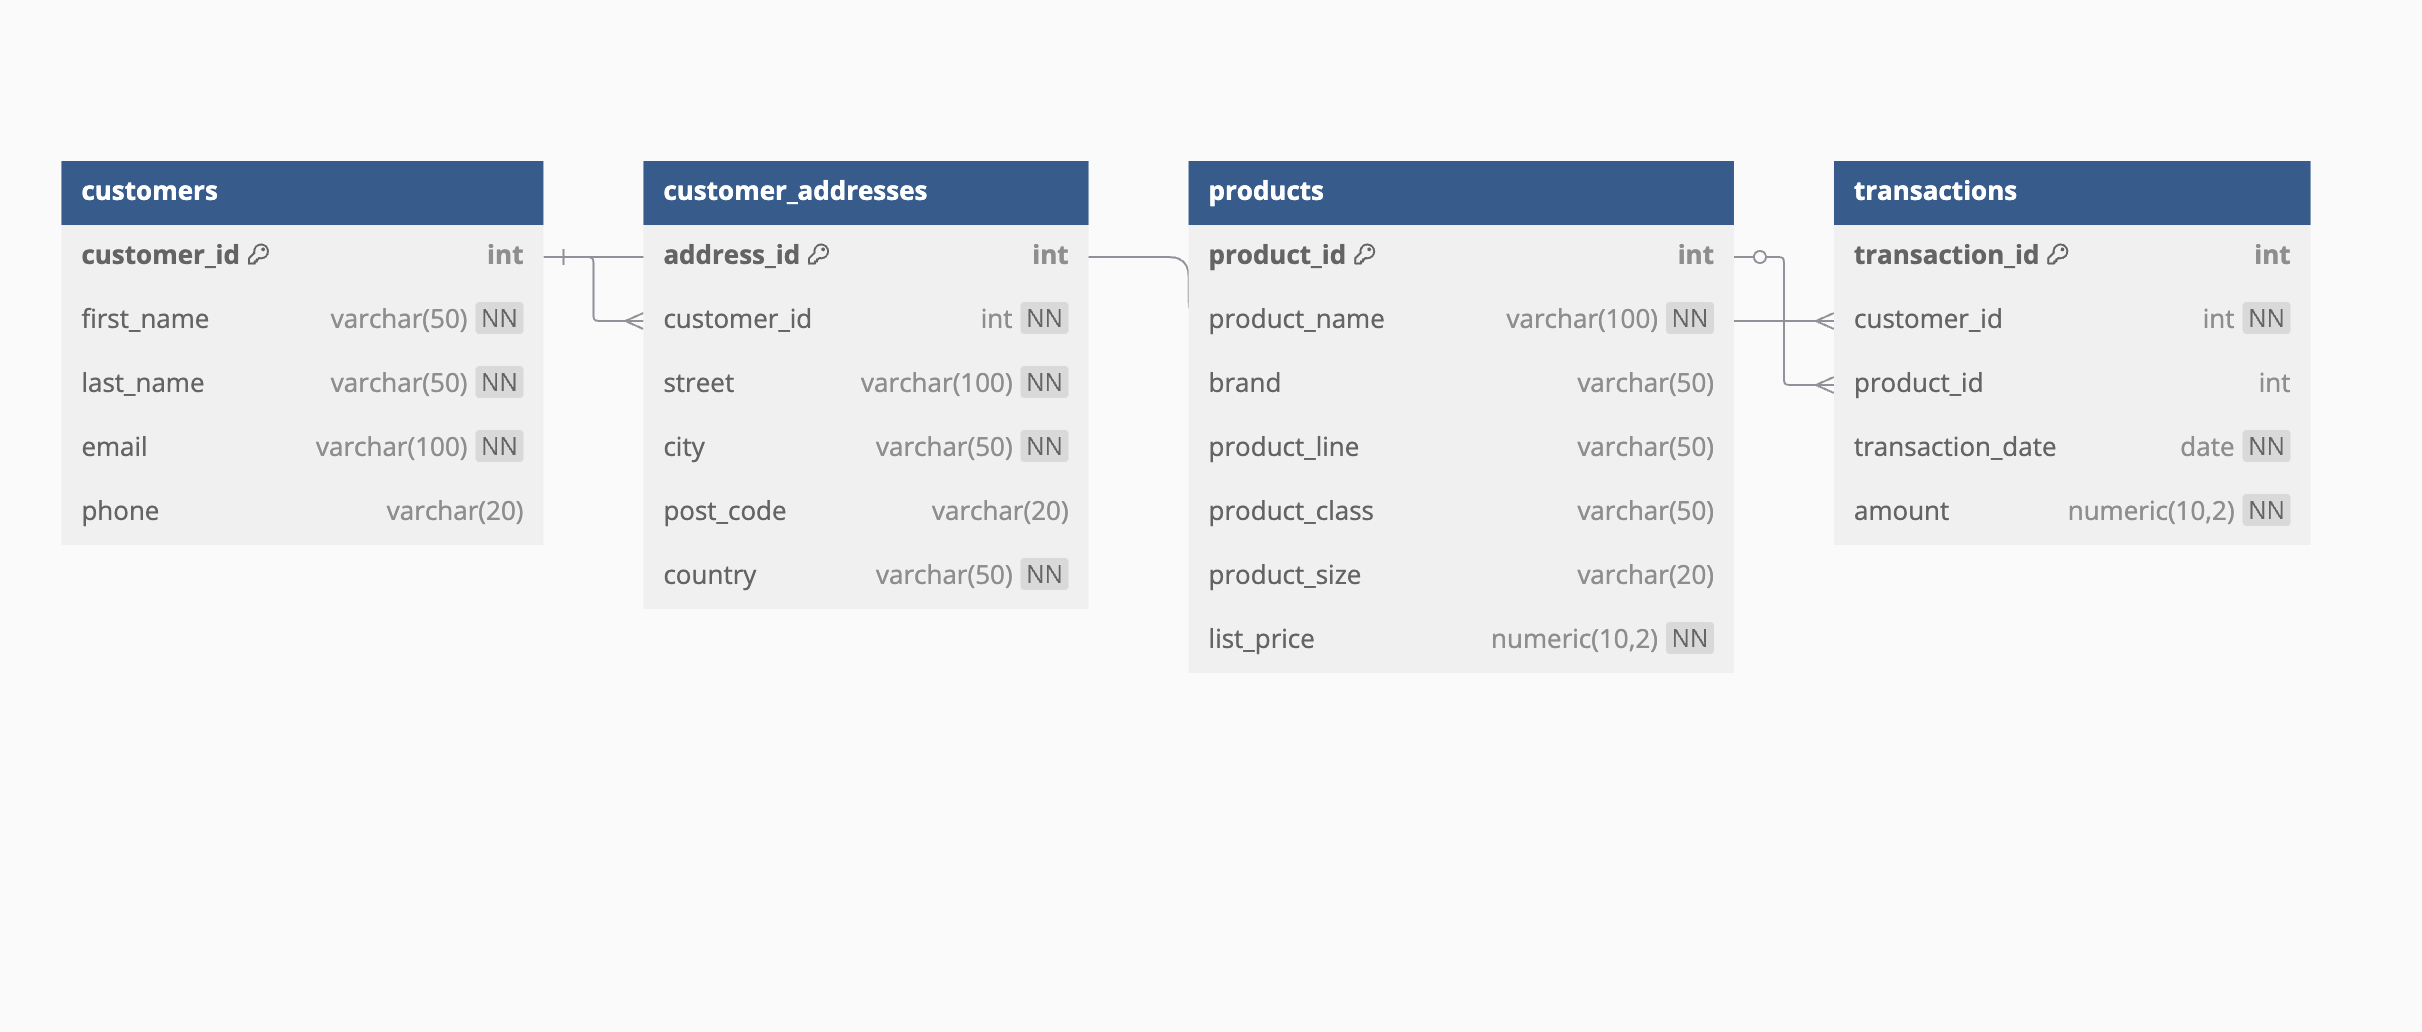 customers
customer_id int
first_name varchar(50) NN
last_name varchar(50) NN
email varchar(100) NN
phone varchar(20)
customer_addresses
address_id int
customer_id int NN
street varchar(100) NN
city varchar(50) NN
post_code varchar(20)
country varchar(50) NN
products
product_id int
product_name varchar(100) NN
brand varchar(50)
product_line varchar(50)
product_class varchar(50)
product_size varchar(20)
list_price numeric(10,2) NN
transactions
transaction_id int
customer_id int NN
product_id int
transaction_date date NN
amount numeric(10,2) NN